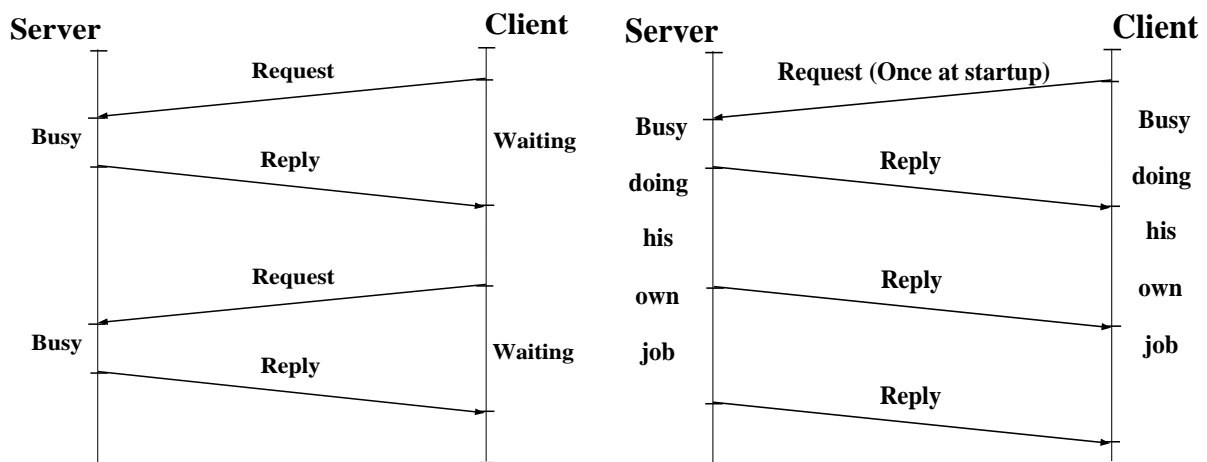 Server
Client
Request
Busy
Waiting
Reply
Request
Busy
Waiting
Reply
Server
Client
Request (Once at startup)
Busy
Busy
Reply
doing
doing
his
his
Reply
own
own
job
job
Reply